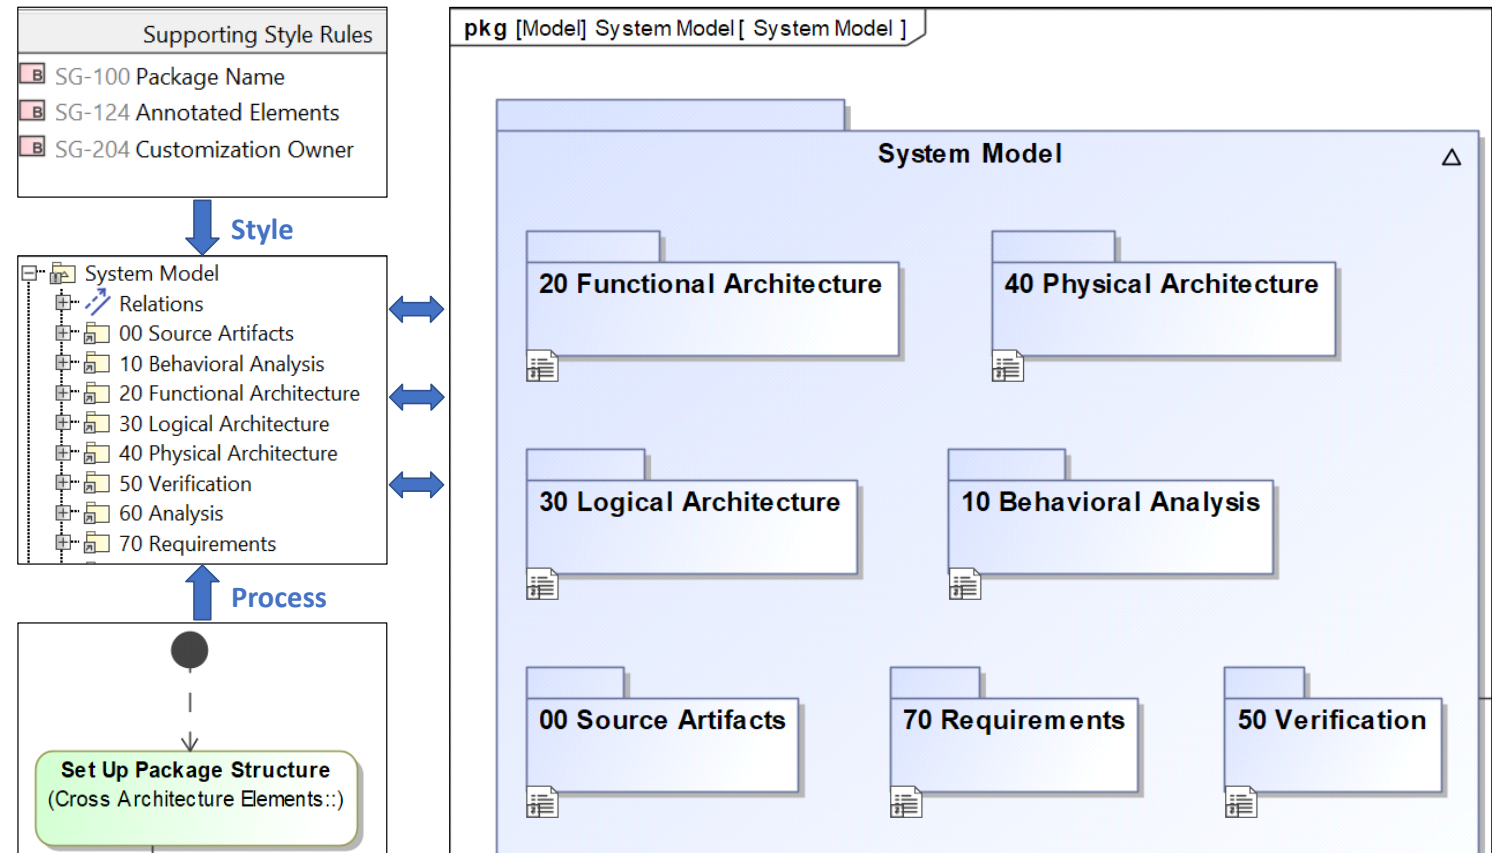 Supporting Style Rules
SG-100 Package Name
SG-124 Annotated Elements
SG-204 Customization Owner
Style
System Model
Relations
00 Source Artifacts
10 Behavioral Analysis
20 Functional Architecture
30 Logical Architecture
40 Physical Architecture
50 Verification
60 Analysis
70 Requirements
Process
Set Up Package Structure
(Cross Architecture Elements::)
pkg [Model] System Model [ System Model ]
System Model
20 Functional Architecture
40 Physical Architecture
30 Logical Architecture
10 Behavioral Analysis
00 Source Artifacts
70 Requirements
50 Verification